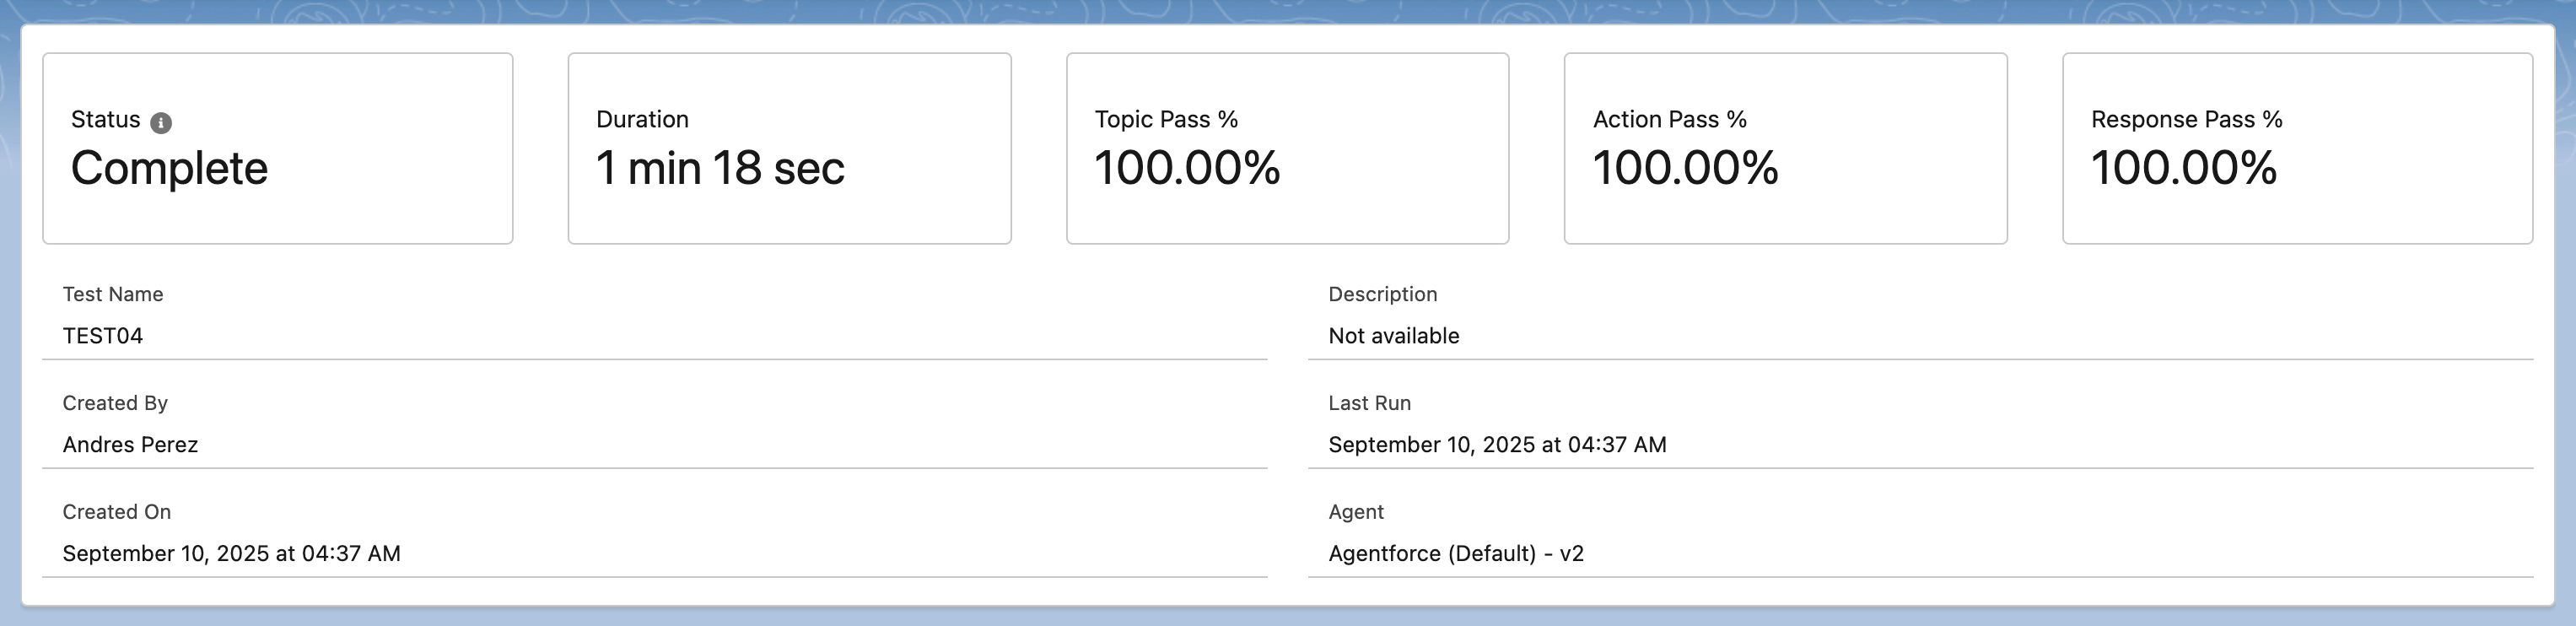 Status
Complete
Duration
1 min 18 sec
Topic Pass %
100.00%
Action Pass %
100.00%
Response Pass %
100.00%
Test Name
TEST04
Description
Not available
Created By
Andres Perez
Last Run
September 10, 2025 at 04:37 AM
Created On
September 10, 2025 at 04:37 AM
Agent
Agentforce (Default) - v2